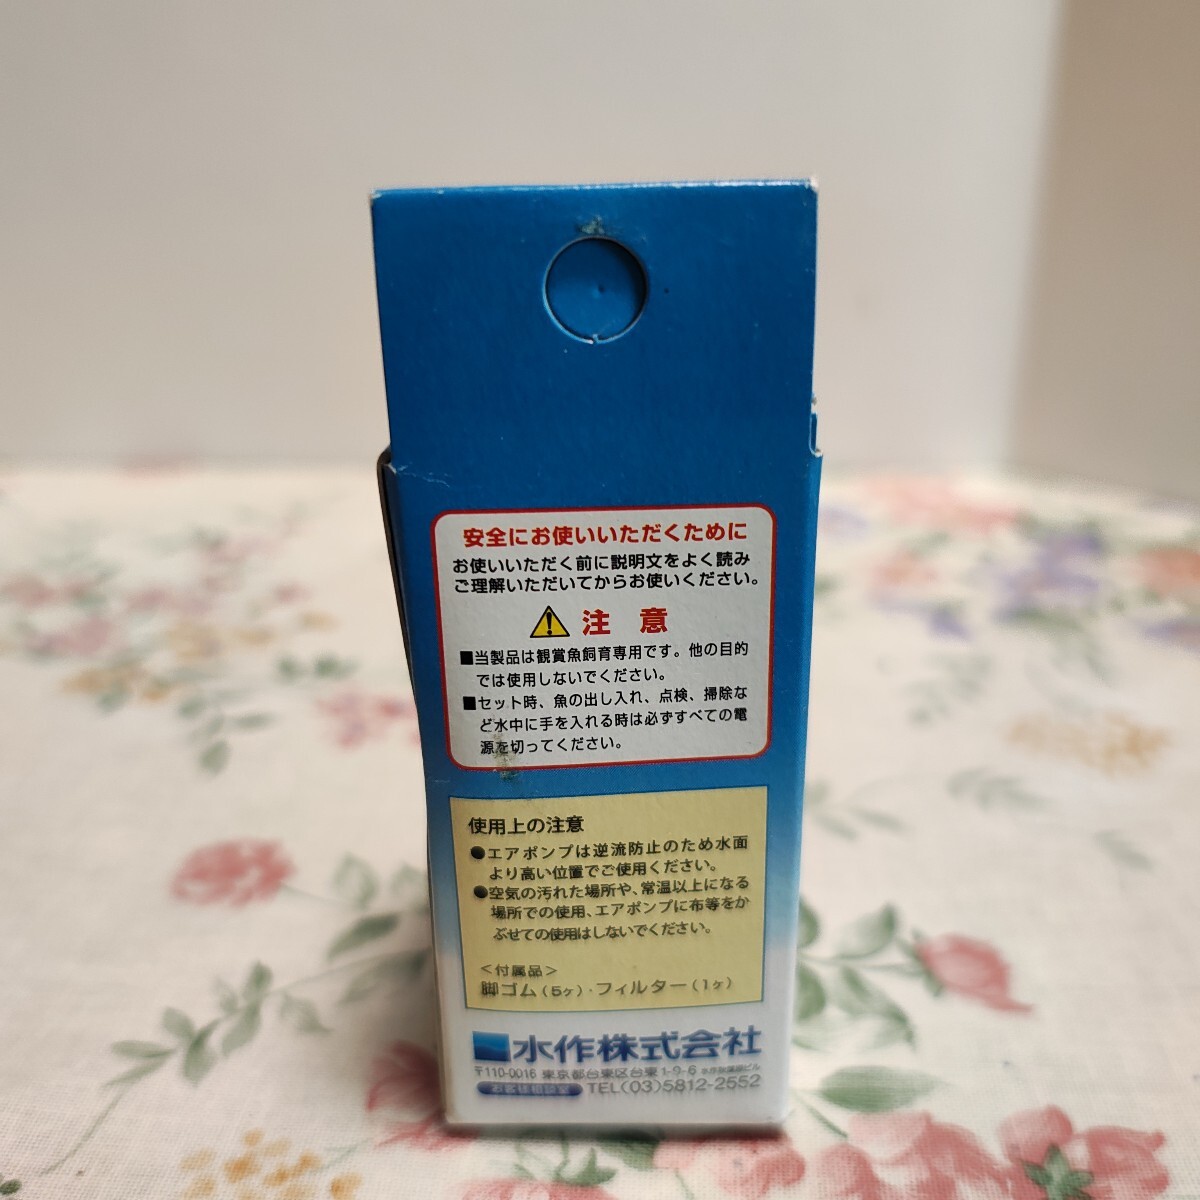 安全にお使いいただくために
お使いいただく前に説明文をよく読み
ご理解いただいてからお使いください。
注 意
■当製品は観賞魚飼育専用です。他の目的
では使用しないでください。
■セット時、魚の出し入れ、点検、掃除な
ど水中に手を入れる時は必ずすべての電
源を切ってください。
使用上の注意
●エアポンプは逆流防止のため水面
より高い位置でご使用ください。
●空気の汚れた場所や、常温以上になる
場所での使用、エアポンプに布等をか
ぶせての使用はしないでください。
＜付属品＞
脚ゴム(5ヶ)・フィルター(1ヶ)
水作株式会社
〒110-0016 東京都台東区台東1-9-6
お客様相談室 TEL(03)5812-2552